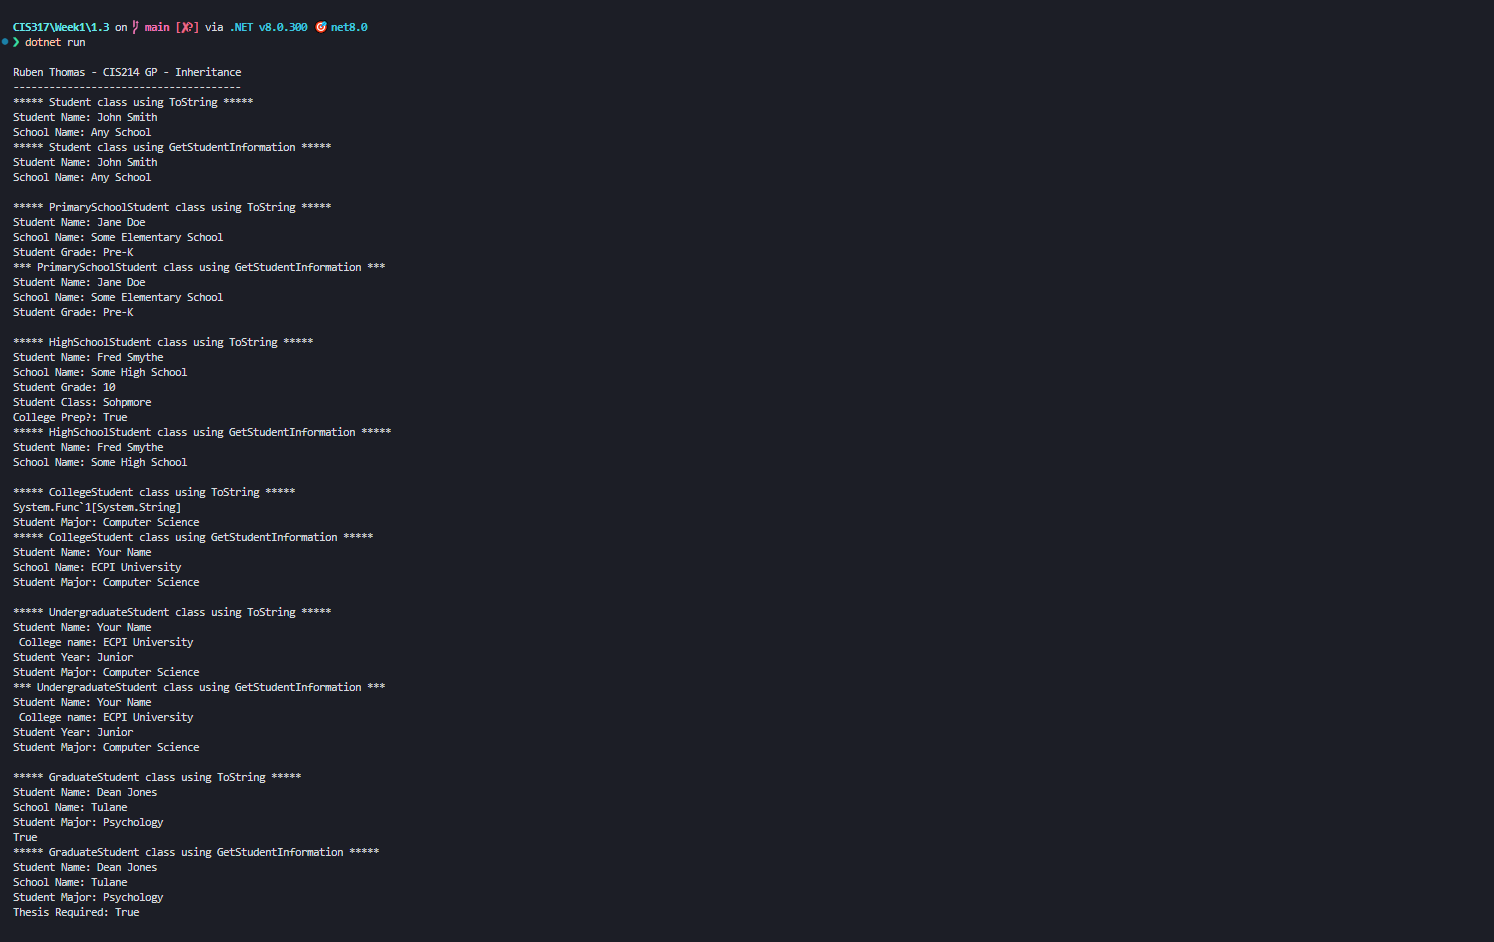 CIS317\Week1\1.3 on main [✗?] via .NET v8.0.300 🎯 net8.0
❯ dotnet run
Ruben Thomas - CIS214 GP - Inheritance
--------------------------------------
***** Student class using ToString *****
Student Name: John Smith
School Name: Any School
***** Student class using GetStudentInformation *****
Student Name: John Smith
School Name: Any School
***** PrimarySchoolStudent class using ToString *****
Student Name: Jane Doe
School Name: Some Elementary School
Student Grade: Pre-K
*** PrimarySchoolStudent class using GetStudentInformation ***
Student Name: Jane Doe
School Name: Some Elementary School
Student Grade: Pre-K
***** HighSchoolStudent class using ToString *****
Student Name: Fred Smythe
School Name: Some High School
Student Grade: 10
Student Class: Sohpmore
College Prep?: True
***** HighSchoolStudent class using GetStudentInformation *****
Student Name: Fred Smythe
School Name: Some High School
***** CollegeStudent class using ToString *****
System.Func`1[System.String]
Student Major: Computer Science
***** CollegeStudent class using GetStudentInformation *****
Student Name: Your Name
School Name: ECPI University
Student Major: Computer Science
***** UndergraduateStudent class using ToString *****
Student Name: Your Name
 College name: ECPI University
Student Year: Junior
Student Major: Computer Science
*** UndergraduateStudent class using GetStudentInformation ***
Student Name: Your Name
 College name: ECPI University
Student Year: Junior
Student Major: Computer Science
***** GraduateStudent class using ToString *****
Student Name: Dean Jones
School Name: Tulane
Student Major: Psychology
True
***** GraduateStudent class using GetStudentInformation *****
Student Name: Dean Jones
School Name: Tulane
Student Major: Psychology
Thesis Required: True